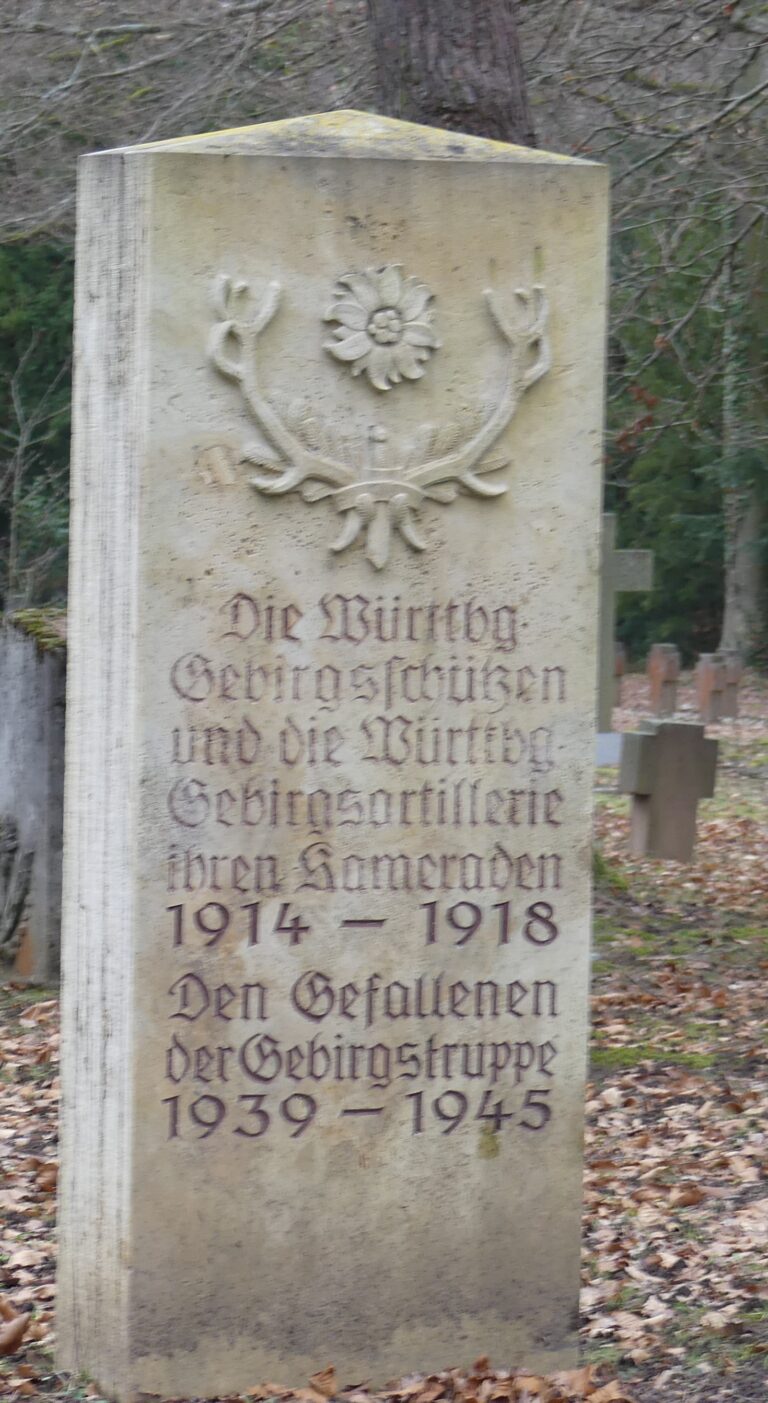 Die Württbg.
Gebirgsschützen
und die Württbg.
Gebirgsartillerie
ihren Kameraden
1914 – 1918
Den Gefallenen
der Gebirgstruppe
1939 – 1945